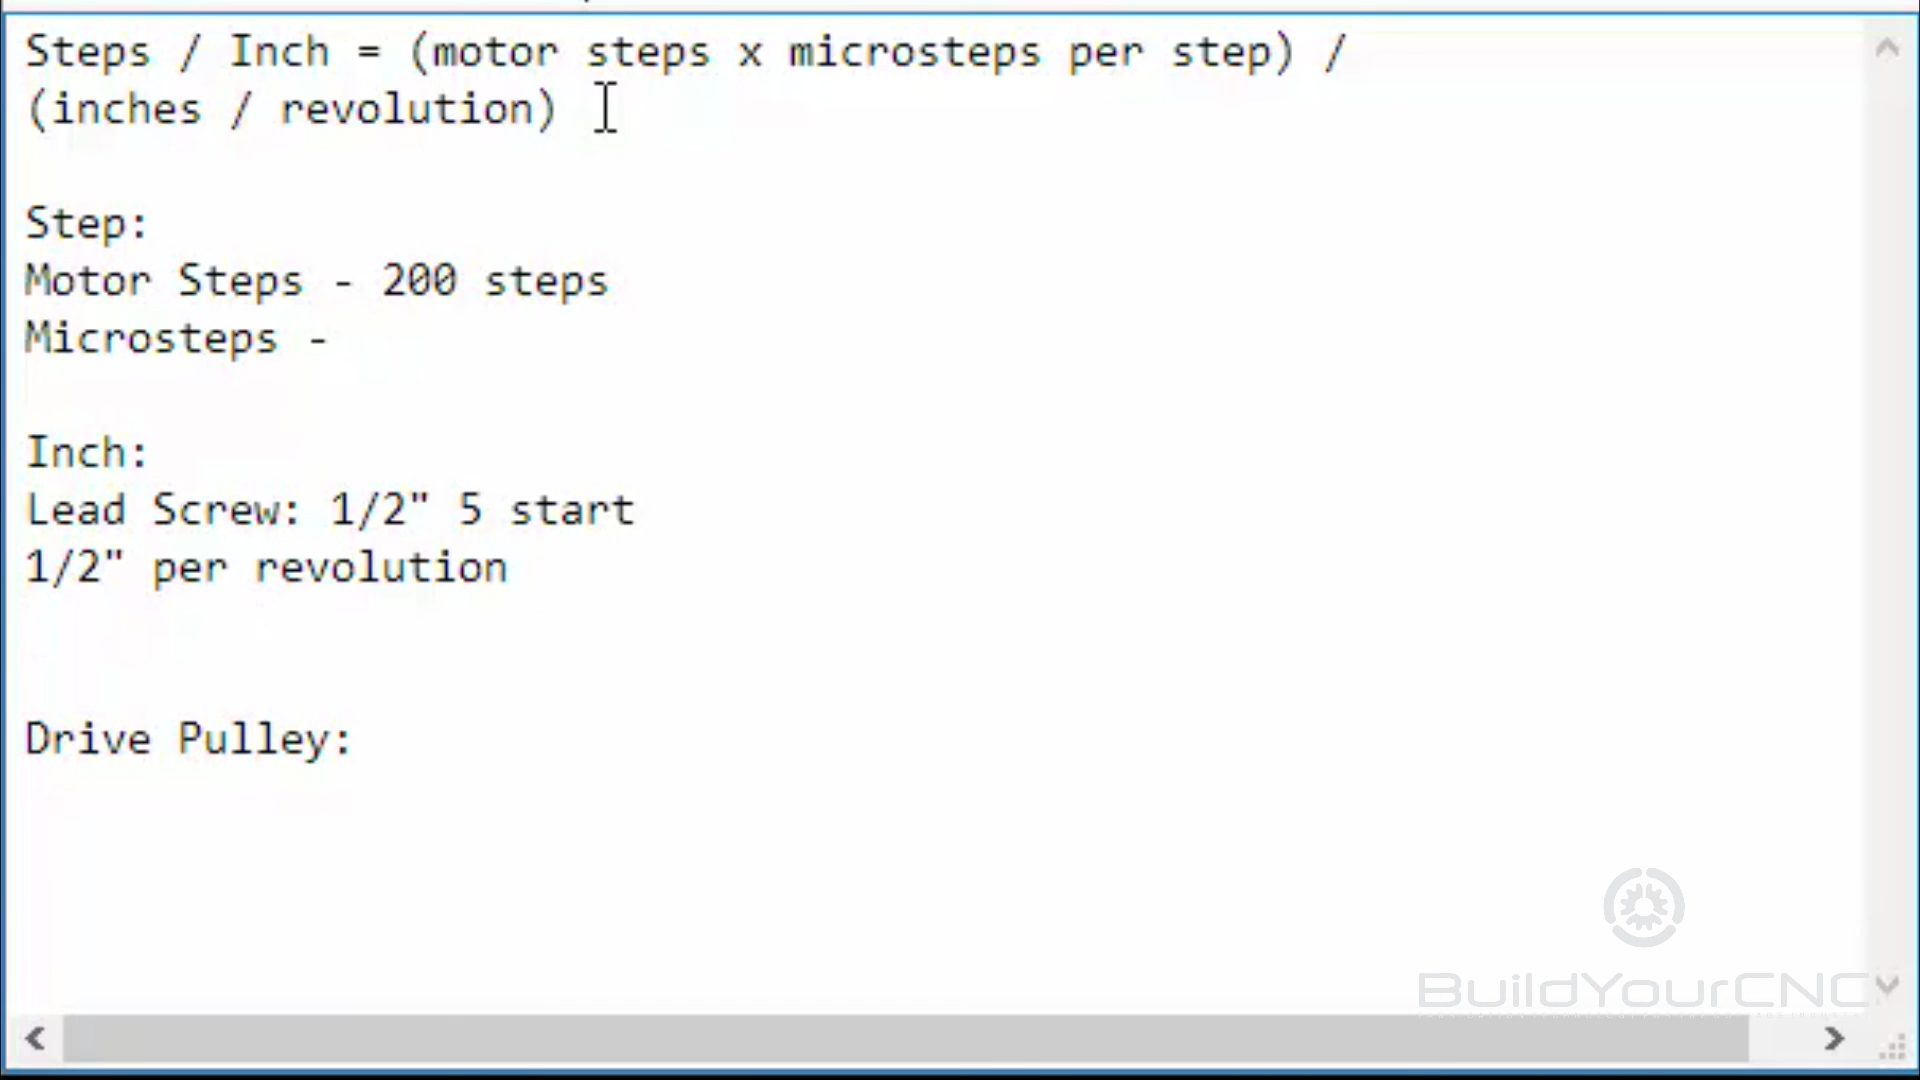 Steps / Inch = (motor steps x microsteps per step) /
(inches / revolution)
Step:
Motor Steps - 200 steps
Microsteps -
Inch:
Lead Screw: 1/2" 5 start
1/2" per revolution
Drive Pulley:
BuildYourCNC